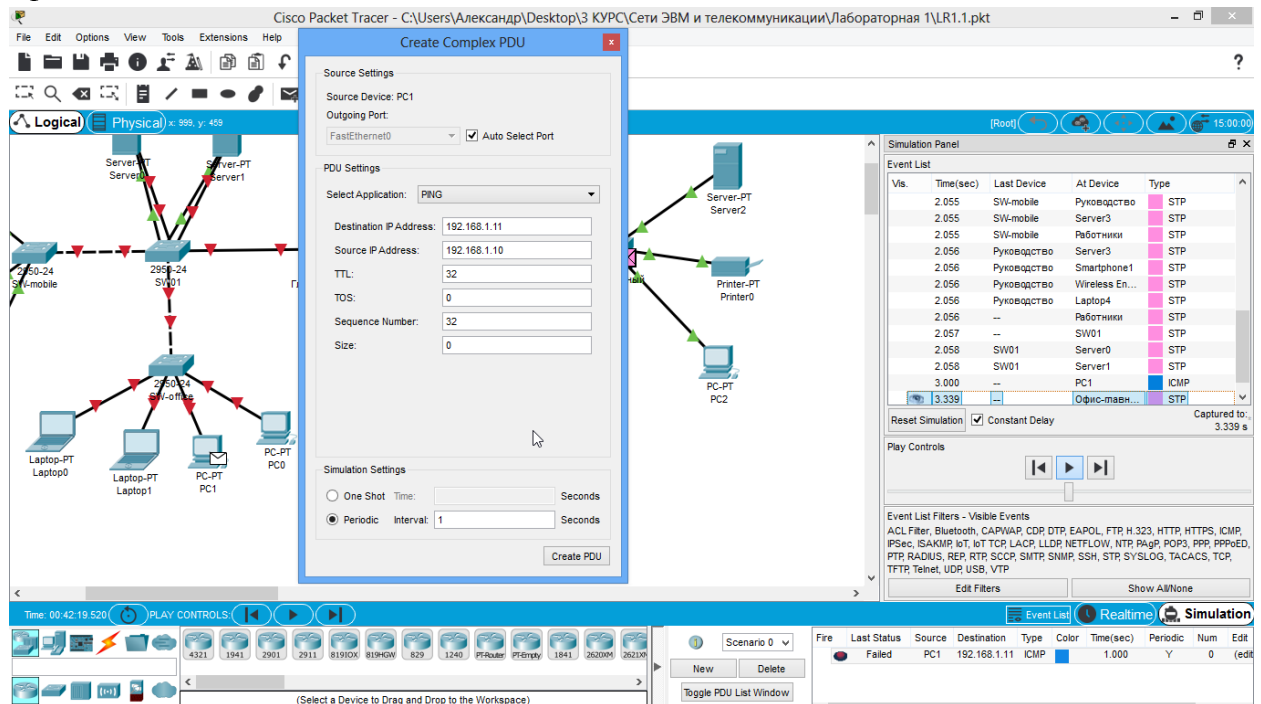 Cisco Packet Tracer - C:\Users\Александр\Desktop\3 КУРС\Сети ЭВМ и телекоммуникации\Лабораторная 1\LR1.1.pkt
File Edit Options View Tools Extensions Help
Logical
Physical
x: 999, y: 459
[Root]
15:00:00
Server-PT
Server0
Server-PT
Server1
2950-24
SW-mobile
2950-24
SW01
2950-24
SW-office
Laptop-PT
Laptop0
Laptop-PT
Laptop1
PC-PT
PC1
PC-PT
PC0
Server-PT
Server2
Printer-PT
Printer0
PC-PT
PC2
Create Complex PDU
Source Settings
Source Device: PC1
Outgoing Port:
FastEthernet0
Auto Select Port
PDU Settings
Select Application: PING
Destination IP Address: 192.168.1.11
Source IP Address: 192.168.1.10
TTL: 32
TOS: 0
Sequence Number: 32
Size: 0
Simulation Settings
One Shot Time: Seconds
Periodic Interval: 1 Seconds
Create PDU
Simulation Panel
Event List
Vis. Time(sec) Last Device At Device Type
2.055 SW-mobile Руководство STP
2.055 SW-mobile Server3 STP
2.055 SW-mobile Работники STP
2.056 Руководство Server3 STP
2.056 Руководство Smartphone1 STP
2.056 Руководство Wireless En... STP
2.056 Руководство Laptop4 STP
2.056 -- Работники STP
2.057 -- SW01 STP
2.058 SW01 Server0 STP
2.058 SW01 Server1 STP
3.000 -- PC1 ICMP
3.339 -- Офис-главн... STP
Reset Simulation
Constant Delay
Captured to:
3.339 s
Play Controls
Event List Filters - Visible Events
ACL Filter, Bluetooth, CAPWAP, CDP, DTP, EAPOL, FTP, H.323, HTTP, HTTPS, ICMP,
IPSec, ISAKMP, IoT, IoT TCP, LACP, LLDP, NETFLOW, NTP, PAgP, POP3, PPP, PPPoED,
PTP, RADIUS, REP, RTP, SCCP, SMTP, SNMP, SSH, STP, SYSLOG, TACACS, TCP,
TFTP, Telnet, UDP, USB, VTP
Edit Filters
Show All/None
Time: 00:42:19.520
PLAY CONTROLS:
Event List
Realtime
Simulation
4321 1941 2901 2911 819IOX 819HGW 829 1240 PT-Router PT-Empty 1841 2620XM 2621X
(Select a Device to Drag and Drop to the Workspace)
Scenario 0
New
Delete
Toggle PDU List Window
Fire Last Status Source Destination Type Color Time(sec) Periodic Num Edit
Failed PC1 192.168.1.11 ICMP 1.000 Y 0 (edit